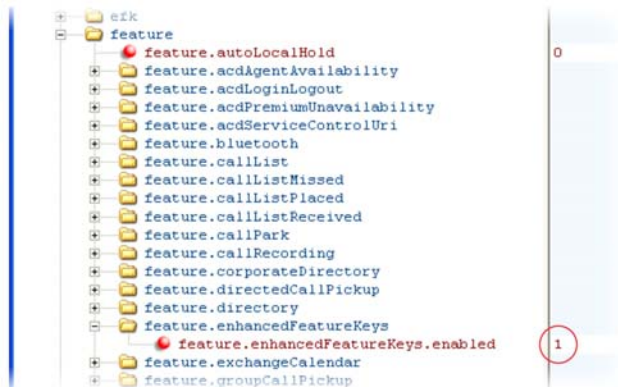 efk
feature
feature.autoLocalHold 0
feature.acdAgentAvailability
feature.acdLoginLogout
feature.acdPremiumUnavailability
feature.acdServiceControlUri
feature.bluetooth
feature.callList
feature.callListMissed
feature.callListPlaced
feature.callListReceived
feature.callPark
feature.callRecording
feature.corporateDirectory
feature.directedCallPickup
feature.directory
feature.enhancedFeatureKeys
feature.enhancedFeatureKeys.enabled 1
feature.exchangeCalendar
feature.groupCallPickup